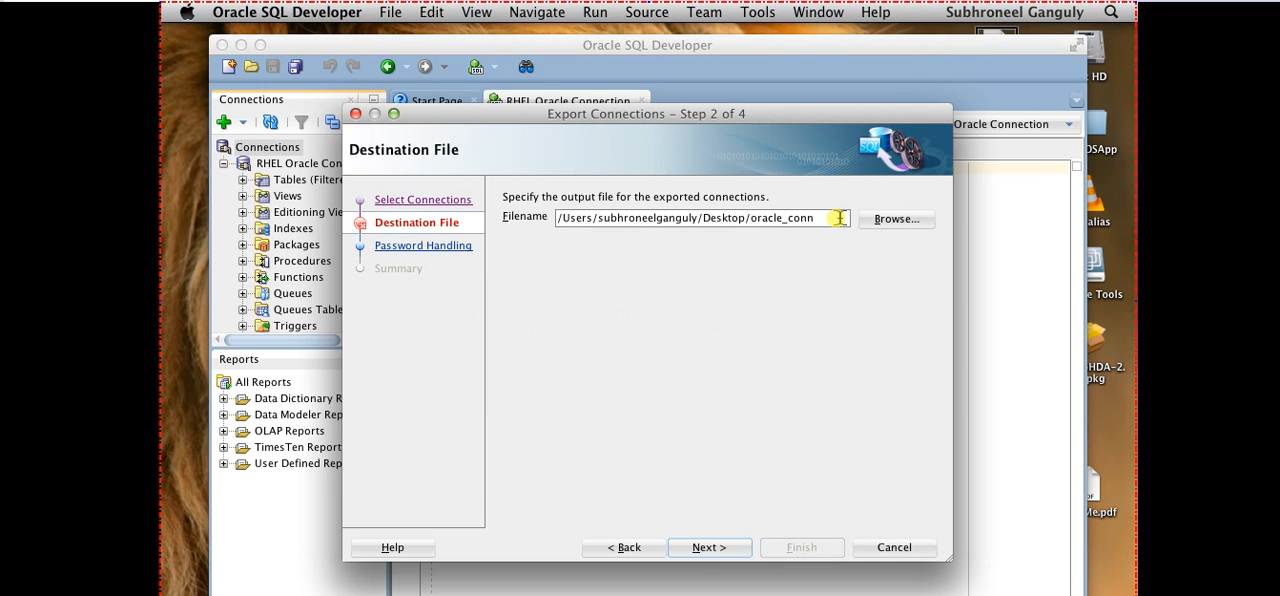 Oracle SQL Developer File Edit View Navigate Run Source Team Tools Window Help Subhroneel Ganguly
Oracle SQL Developer
HD
Connections
Start Page
RHEL Oracle Connection
Export Connections - Step 2 of 4
Oracle Connection
Destination File
SQL
OSApp
Connections
RHEL Oracle Con
Tables (Filtere
Views
Editioning Vie
Indexes
Packages
Procedures
Functions
Queues
Queues Table
Triggers
Select Connections
Destination File
Password Handling
Summary
Specify the output file for the exported connections.
Filename /Users/subhroneelganguly/Desktop/oracle_conn Browse...
alias
e Tools
HDA-2.
pkg
Me.pdf
Reports
All Reports
Data Dictionary R
Data Modeler Rep
OLAP Reports
TimesTen Report
User Defined Rep
Help < Back Next > Finish Cancel